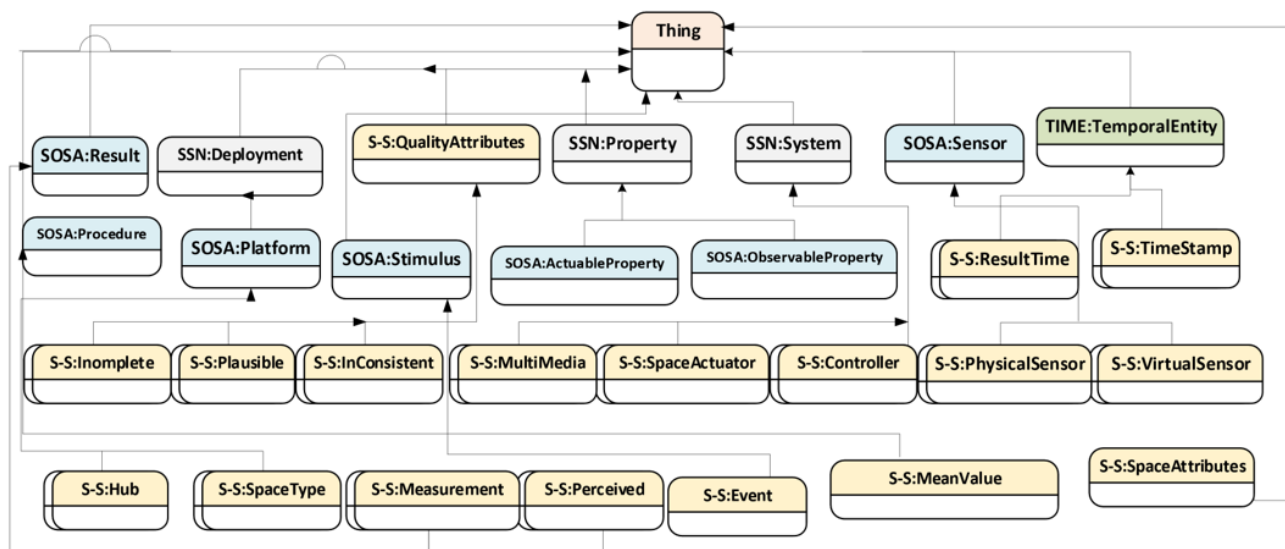 Thing
TIME:TemporalEntity
SOSA:Result
SSN:Deployment
S-S:QualityAttributes
SSN:Property
SSN:System
SOSA:Sensor
SOSA:Procedure
SOSA:Platform
SOSA:Stimulus
SOSA:ActuableProperty
SOSA:ObservableProperty
S-S:ResultTime
S-S:TimeStamp
S-S:Inomplete
S-S:Plausible
S-S:InConsistent
S-S:MultiMedia
S-S:SpaceActuator
S-S:Controller
S-S:PhysicalSensor
S-S:VirtualSensor
S-S:Hub
S-S:SpaceType
S-S:Measurement
S-S:Perceived
S-S:Event
S-S:MeanValue
S-S:SpaceAttributes